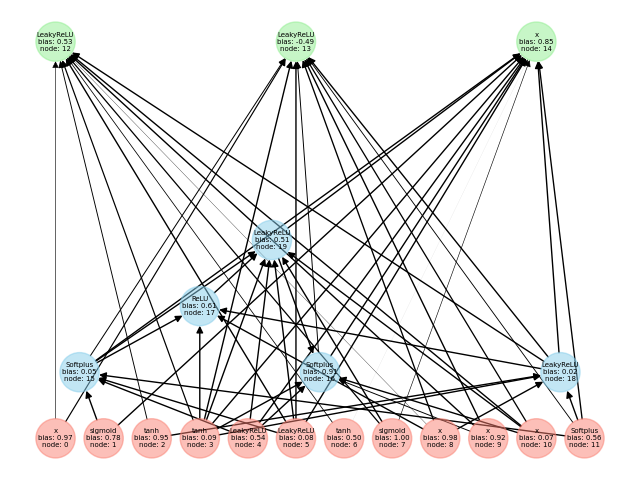 LeakyReLU
bias: 0.53
node: 12
LeakyReLU
bias: -0.49
node: 13
x
bias: 0.85
node: 14
LeakyReLU
bias: 0.51
node: 19
ReLU
bias: 0.61
node: 17
Softplus
bias: 0.05
node: 15
Softplus
bias: 0.91
node: 16
LeakyReLU
bias: 0.02
node: 18
x
bias: 0.97
node: 0
sigmoid
bias: 0.78
node: 1
tanh
bias: 0.95
node: 2
tanh
bias: 0.09
node: 3
LeakyReLU
bias: 0.54
node: 4
LeakyReLU
bias: 0.08
node: 5
tanh
bias: 0.50
node: 6
sigmoid
bias: 1.00
node: 7
x
bias: 0.98
node: 8
x
bias: 0.92
node: 9
x
bias: 0.07
node: 10
Softplus
bias: 0.56
node: 11